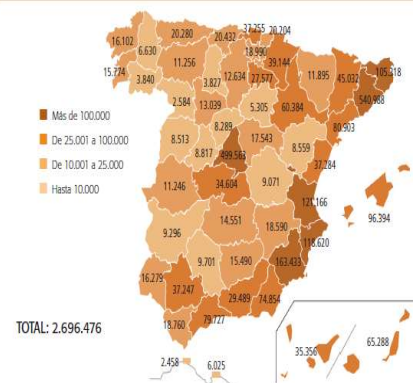 37.255 20.204
20.280 20.432
16.102 6.630 18.990
39.144
11.256 12.634 27.577 11.895 45.032 105.318
15.774 3.840 3.827
2.584 13.039 5.305 60.384 540.988
Más de 100.000
De 25.001 a 100.000
De 10.001 a 25.000
Hasta 10.000
8.289 80.903
8.513 17.543 8.559
8.817 499.563 37.284
11.246 34.604 9.071
121.166
96.394
14.551 18.590
9.296 118.620
9.701 15.490 163.433
16.279
37.247 29.489 74.854
18.760 79.727
TOTAL: 2.696.476
35.356 65.288
2.458 6.025